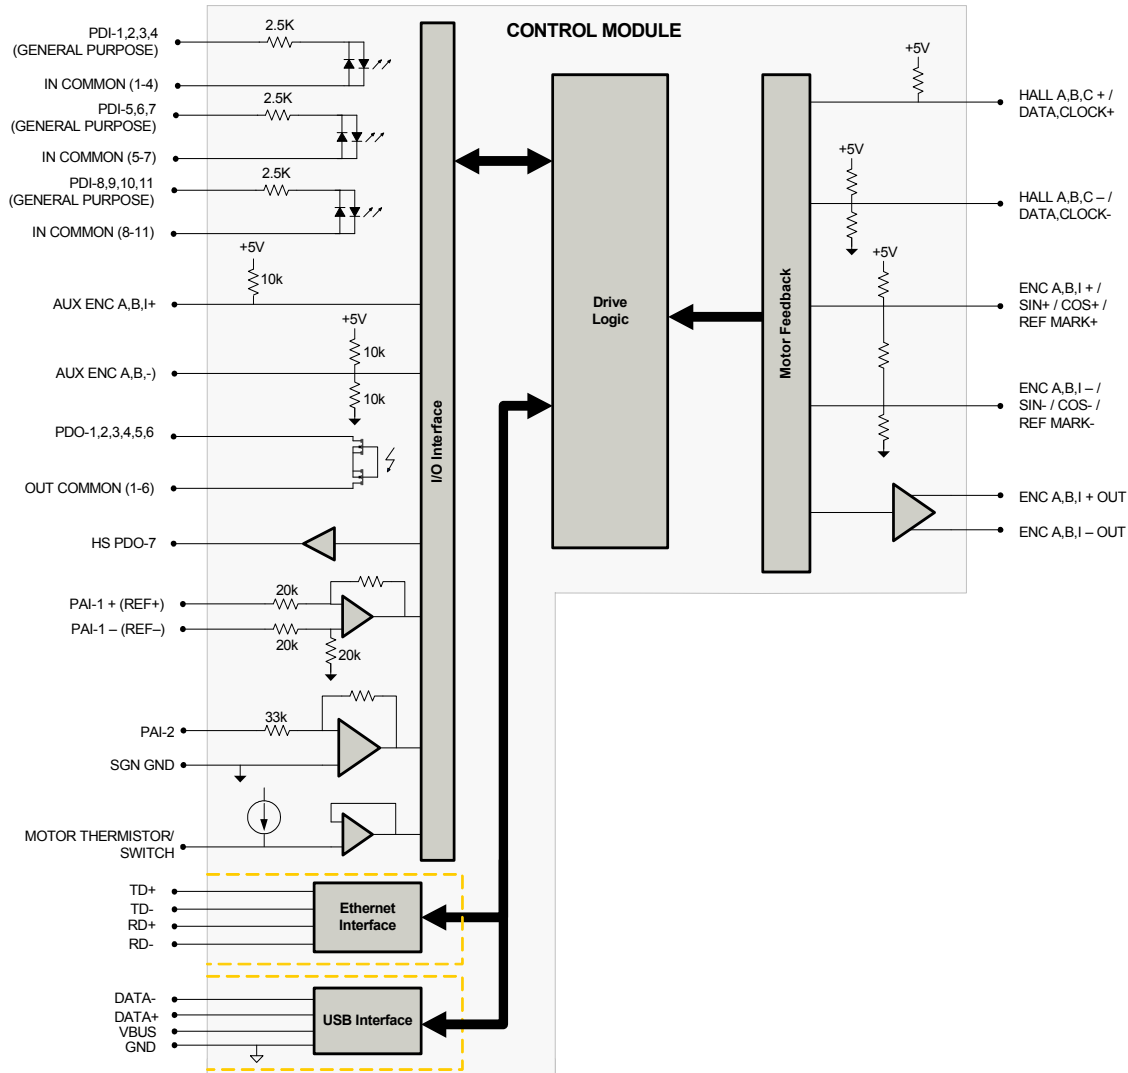 CONTROL MODULE
PDI-1,2,3,4
(GENERAL PURPOSE)
2.5K
IN COMMON (1-4)
PDI-5,6,7
(GENERAL PURPOSE)
2.5K
IN COMMON (5-7)
PDI-8,9,10,11
(GENERAL PURPOSE)
2.5K
IN COMMON (8-11)
+5V
10k
AUX ENC A,B,I+
+5V
10k
AUX ENC A,B,-)
10k
PDO-1,2,3,4,5,6
OUT COMMON (1-6)
HS PDO-7
PAI-1 + (REF+)
20k
PAI-1 – (REF–)
20k
20k
PAI-2
33k
SGN GND
MOTOR THERMISTOR/
SWITCH
I/O Interface
Drive
Logic
Motor Feedback
+5V
HALL A,B,C + /
DATA,CLOCK+
+5V
HALL A,B,C – /
DATA,CLOCK-
+5V
ENC A,B,I + /
SIN+ / COS+ /
REF MARK+
ENC A,B,I – /
SIN- / COS- /
REF MARK-
ENC A,B,I + OUT
ENC A,B,I – OUT
TD+
TD-
RD+
RD-
Ethernet
Interface
DATA-
DATA+
VBUS
GND
USB Interface